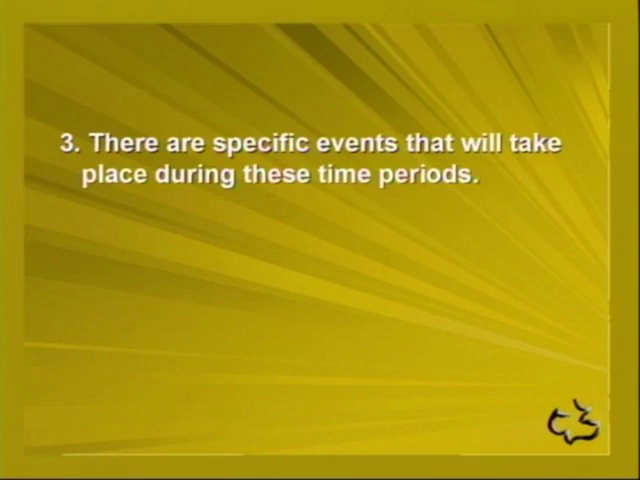 3. There are specific events that will take
place during these time periods.